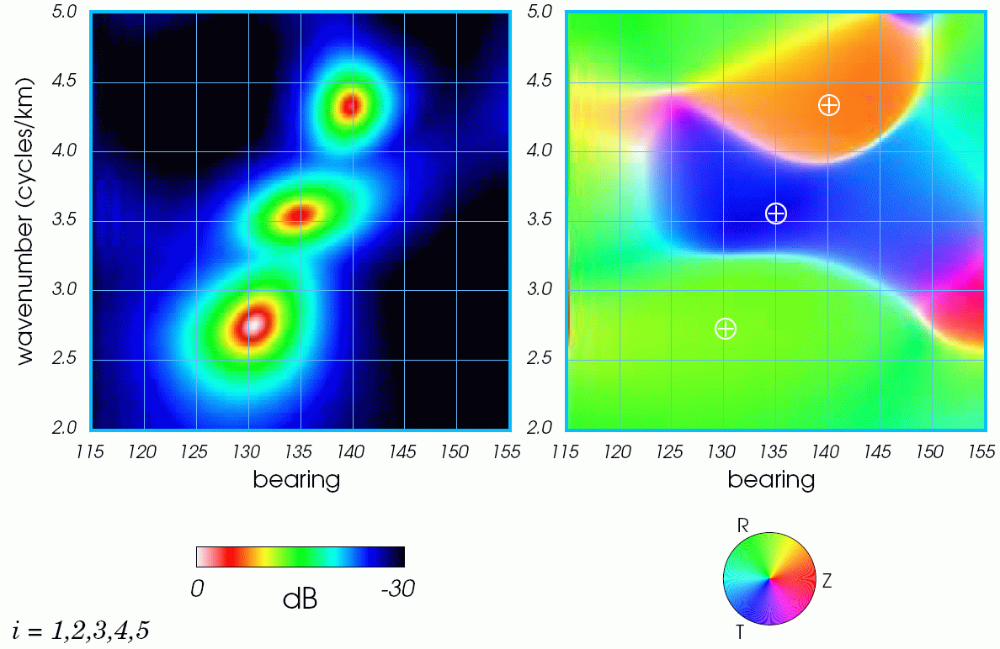 5.0 5.0
4.5 4.5
4.0 4.0
3.5 3.5
3.0 3.0
2.5 2.5
2.0 2.0
wavenumber (cycles/km)
115 120 125 130 135 140 145 150 155 115 120 125 130 135 140 145 150 155
bearing bearing
R
Z
T
0 -30
dB
i = 1,2,3,4,5